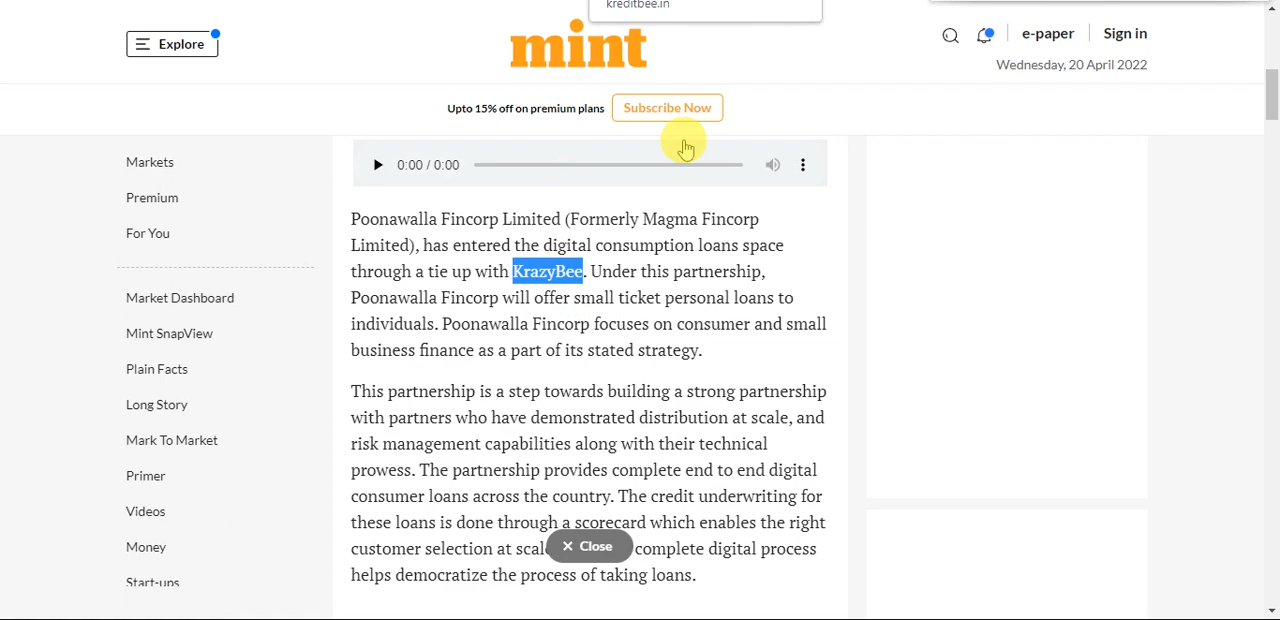 kreditbee.in
Explore
mint
e-paper
Sign in
Wednesday, 20 April 2022
Upto 15% off on premium plans
Subscribe Now
Markets
Premium
For You
Market Dashboard
Mint SnapView
Plain Facts
Long Story
Mark To Market
Primer
Videos
Money
Start-ups
0:00 / 0:00
Poonawalla Fincorp Limited (Formerly Magma Fincorp
Limited), has entered the digital consumption loans space
through a tie up with KrazyBee. Under this partnership,
Poonawalla Fincorp will offer small ticket personal loans to
individuals. Poonawalla Fincorp focuses on consumer and small
business finance as a part of its stated strategy.
This partnership is a step towards building a strong partnership
with partners who have demonstrated distribution at scale, and
risk management capabilities along with their technical
prowess. The partnership provides complete end to end digital
consumer loans across the country. The credit underwriting for
these loans is done through a scorecard which enables the right
customer selection at scal complete digital process
helps democratize the process of taking loans.
Close